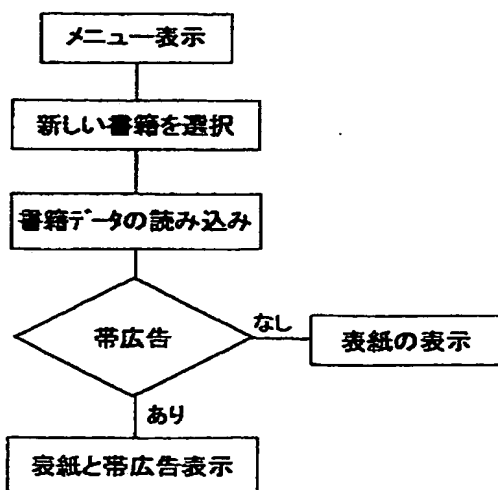 メニュー表示
新しい書籍を選択
書籍データの読み込み
帯広告
なし
表紙の表示
あり
表紙と帯広告表示